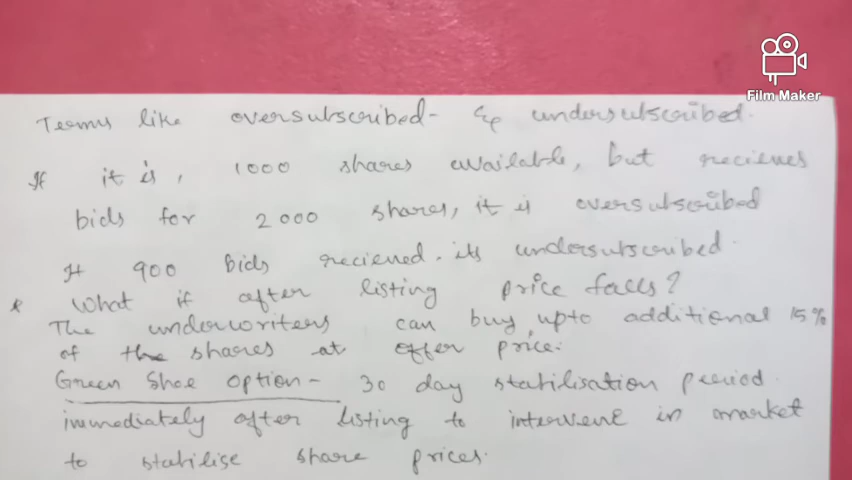 Film Maker
Terms like oversubscribed - & undersubscribed.
If it is, 1000 shares available, but recieves
bids for 2000 shares, it is oversubscribed
If 900 bids recieved. its undersubscribed.
* What if after listing price falls?
The underwriters can buy upto additional 15%
of the shares at offer price.
Green Shoe Option - 30 day stabilisation period
immediately after listing to intervene in market
to stabilise share prices.